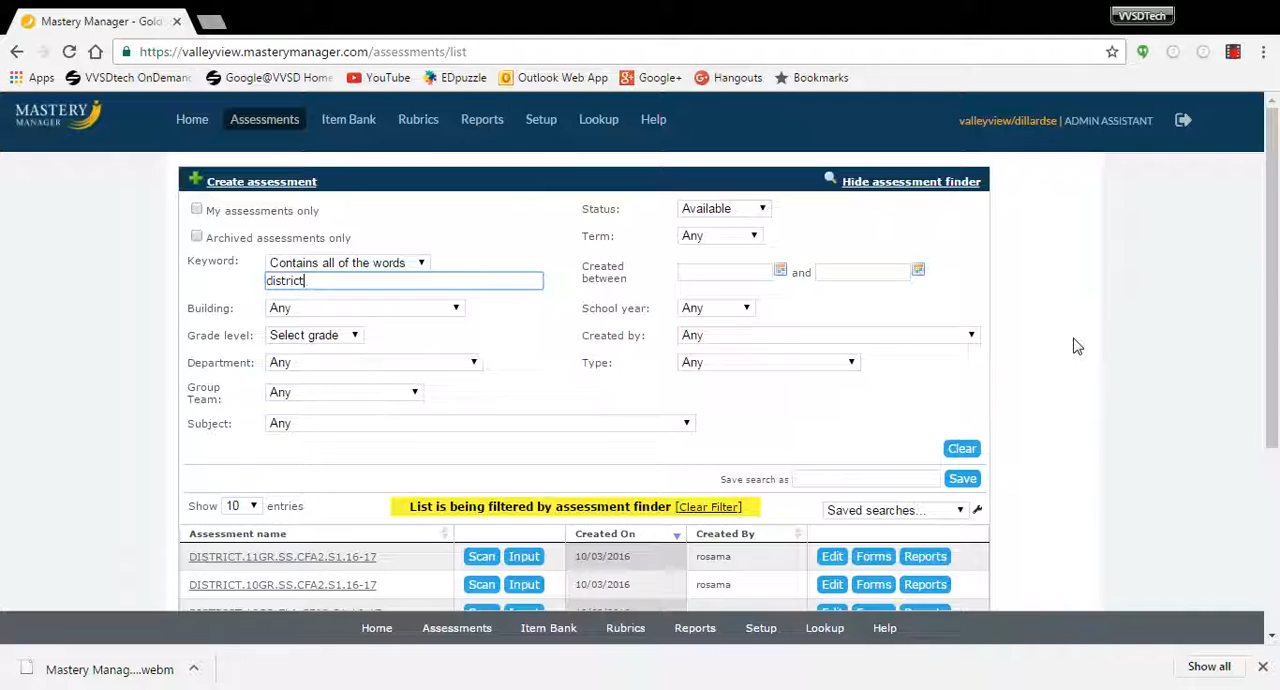 Mastery Manager - Gold
VVSDTech
https://valleyview.masterymanager.com/assessments/list
Apps VVSDtech OnDemand Google@VVSD Home YouTube EDpuzzle Outlook Web App Google+ Hangouts Bookmarks
MASTERY MANAGER
Home Assessments Item Bank Rubrics Reports Setup Lookup Help
valleyview/dillardse | ADMIN ASSISTANT
Create assessment Hide assessment finder
My assessments only
Status: Available
Archived assessments only
Term: Any
Keyword: Contains all of the words
district
Created between and
Building: Any
School year: Any
Grade level: Select grade
Created by: Any
Department: Any
Type: Any
Group Team: Any
Subject: Any
Clear
Save search as Save
Show 10 entries
List is being filtered by assessment finder [Clear Filter]
Saved searches...
Assessment name Created On Created By
DISTRICT.11GR.SS.CFA2.S1.16-17 Scan Input 10/03/2016 rosama Edit Forms Reports
DISTRICT.10GR.SS.CFA2.S1.16-17 Scan Input 10/03/2016 rosama Edit Forms Reports
Home Assessments Item Bank Rubrics Reports Setup Lookup Help
Mastery Manag....webm
Show all